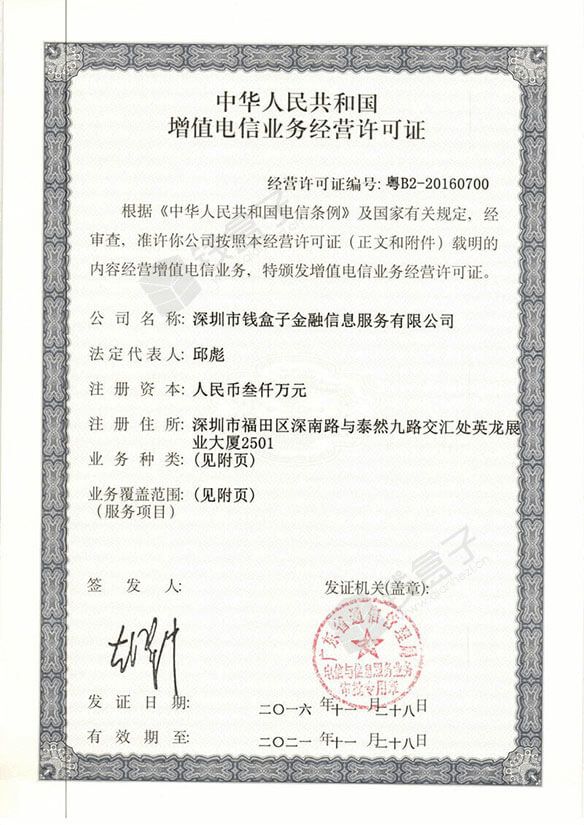 中华人民共和国
增值电信业务经营许可证
经营许可证编号: 粤B2-20160700
根据《中华人民共和国电信条例》及国家有关规定，经
审查，准许你公司按照本经营许可证（正文和附件）载明的
内容经营增值电信业务，特颁发增值电信业务经营许可证。
公司名称: 深圳市钱盒子金融信息服务有限公司
法定代表人: 邱彪
注册资本: 人民币叁仟万元
注册住所: 深圳市福田区深南路与泰然九路交汇处英龙展
业大厦2501
业务种类: (见附页)
业务覆盖范围: (见附页)
（服务项目）
签发人:
发证机关(盖章):
广东省通信管理局
电信与信息服务业务
审批专用章
发证日期: 二〇一六年十一月二十八日
有效期至: 二〇二一年十一月二十八日
钱盒子